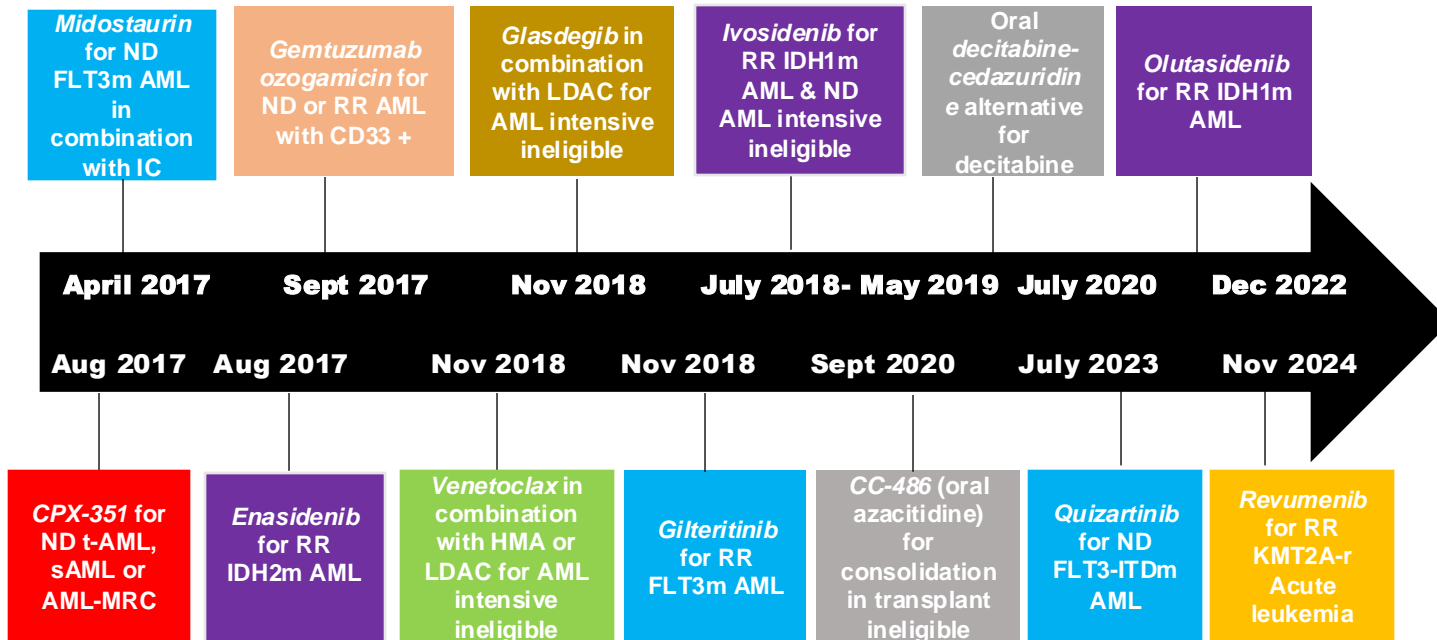 Midostaurin
for ND
FLT3m AML
in
combination
with IC
Gemtuzumab
ozogamicin for
ND or RR AML
with CD33 +
Glasdegib in
combination
with LDAC for
AML intensive
ineligible
Ivosidenib for
RR IDH1m
AML & ND
AML intensive
ineligible
Oral
decitabine-
cedazuridin
e alternative
for
decitabine
Olutasidenib
for RR IDH1m
AML
April 2017
Sept 2017
Nov 2018
July 2018- May 2019
July 2020
Dec 2022
Aug 2017
Aug 2017
Nov 2018
Nov 2018
Sept 2020
July 2023
Nov 2024
CPX-351 for
ND t-AML,
sAML or
AML-MRC
Enasidenib
for RR
IDH2m AML
Venetoclax in
combination
with HMA or
LDAC for AML
intensive
ineligible
Gilteritinib
for RR
FLT3m AML
CC-486 (oral
azacitidine)
for
consolidation
in transplant
ineligible
Quizartinib
for ND
FLT3-ITDm
AML
Revumenib
for RR
KMT2A-r
Acute
leukemia